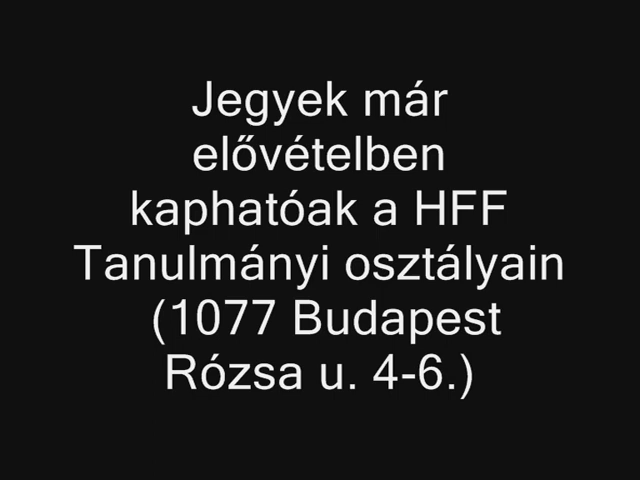 Jegyek már
elővételben
kaphatóak a HFF
Tanulmányi osztályain
(1077 Budapest
Rózsa u. 4-6.)